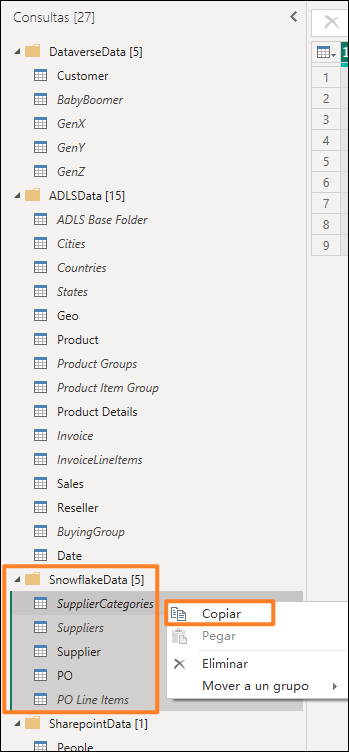 Consultas [27]
DataverseData [5]
Customer
BabyBoomer
GenX
GenY
GenZ
ADLSData [15]
ADLS Base Folder
Cities
Countries
States
Geo
Product
Product Groups
Product Item Group
Product Details
Invoice
InvoiceLineItems
Sales
Reseller
BuyingGroup
Date
SnowflakeData [5]
SupplierCategories
Suppliers
Supplier
PO
PO Line Items
SharepointData [1]
People
1
1
2
3
4
5
6
7
8
9
Copiar
Pegar
Eliminar
Mover a un grupo